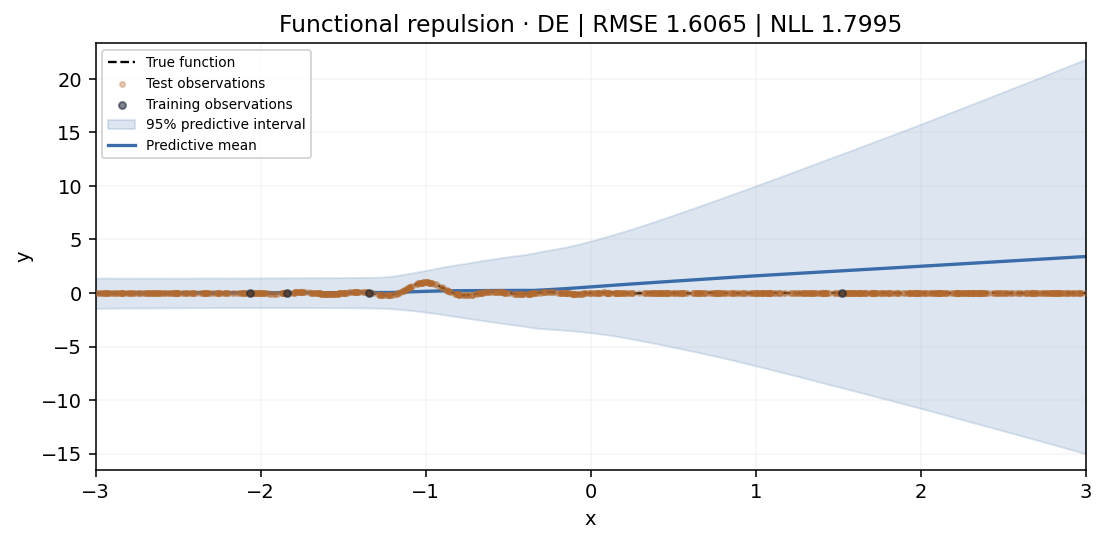 Functional repulsion · DE | RMSE 1.6065 | NLL 1.7995
True function
Test observations
Training observations
95% predictive interval
Predictive mean
20
15
10
5
0
−5
−10
−15
y
−3
−2
−1
0
1
2
3
x